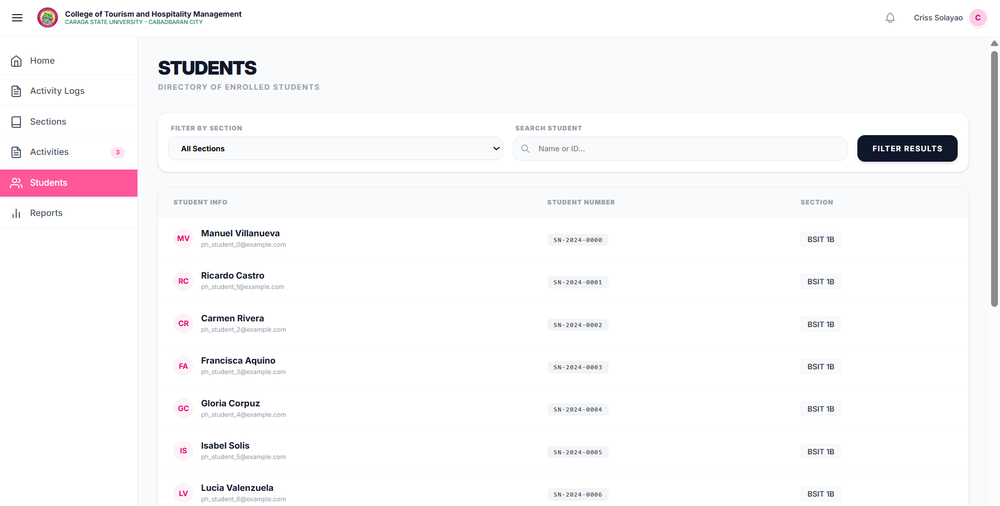 College of Tourism and Hospitality Management
CARAGA STATE UNIVERSITY - CABADBARAN CITY
Criss Solayao
C
Home
Activity Logs
Sections
Activities
3
Students
Reports
STUDENTS
DIRECTORY OF ENROLLED STUDENTS
FILTER BY SECTION
SEARCH STUDENT
All Sections
Name or ID...
FILTER RESULTS
STUDENT INFO
STUDENT NUMBER
SECTION
MV
Manuel Villanueva
ph_student_0@example.com
SN-2024-0000
BSIT 1B
RC
Ricardo Castro
ph_student_1@example.com
SN-2024-0001
BSIT 1B
CR
Carmen Rivera
ph_student_2@example.com
SN-2024-0002
BSIT 1B
FA
Francisca Aquino
ph_student_3@example.com
SN-2024-0003
BSIT 1B
GC
Gloria Corpuz
ph_student_4@example.com
SN-2024-0004
BSIT 1B
IS
Isabel Solis
ph_student_5@example.com
SN-2024-0005
BSIT 1B
LV
Lucia Valenzuela
ph_student_6@example.com
SN-2024-0006
BSIT 1B